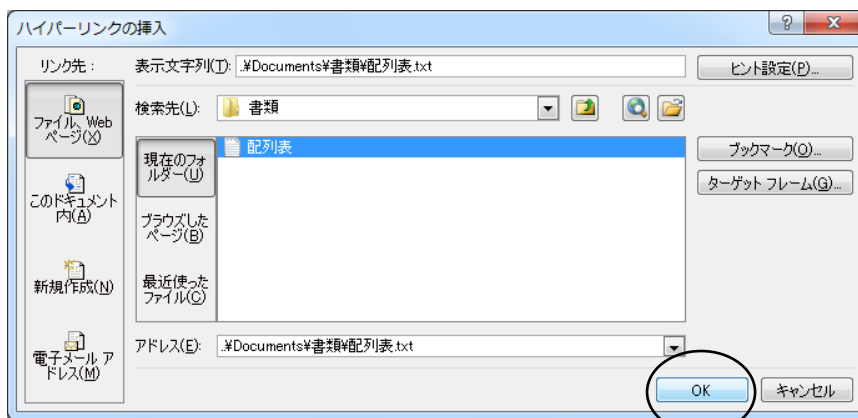 ハイパーリンクの挿入
リンク先：
表示文字列(T): .¥Documents¥書類¥配列表.txt
ヒント設定(P)...
ファイル、Web
ページ(X)
検索先(L):
書類
現在のフォ
ルダー(U)
配列表
ブックマーク(O)...
ターゲット フレーム(G)...
このドキュメント
内(A)
ブラウズした
ページ(B)
新規作成(N)
最近使った
ファイル(C)
電子メール ア
ドレス(M)
アドレス(E):
.¥Documents¥書類¥配列表.txt
OK
キャンセル